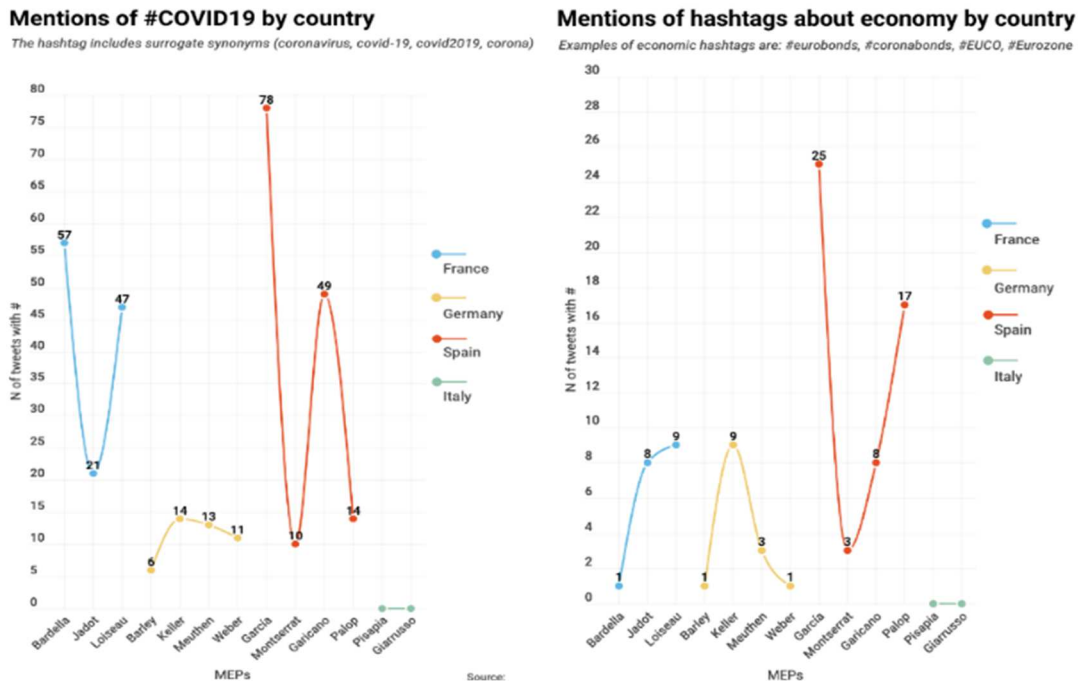 Mentions of #COVID19 by country
The hashtag includes surrogate synonyms (coronavirus, covid-19, covid2019, corona)
N of tweets with #
80
75
70
65
60
55
50
45
40
35
30
25
20
15
10
5
0
57
21
47
6
14
13
11
78
10
49
14
Bardella
Jadot
Loiseau
Barley
Keller
Meuthen
Weber
Garcia
Montserrat
Garicano
Palop
Pisapia
Giarrusso
MEPs
France
Germany
Spain
Italy
Source:
Mentions of hashtags about economy by country
Examples of economic hashtags are: #eurobonds, #coronabonds, #EUCO, #Eurozone
N of tweets with #
30
28
26
24
22
20
18
16
14
12
10
8
6
4
2
0
1
8
9
1
9
3
1
25
3
8
17
Bardella
Jadot
Loiseau
Barley
Keller
Meuthen
Weber
Garcia
Montserrat
Garicano
Palop
Pisapia
Giarrusso
MEPs
France
Germany
Spain
Italy